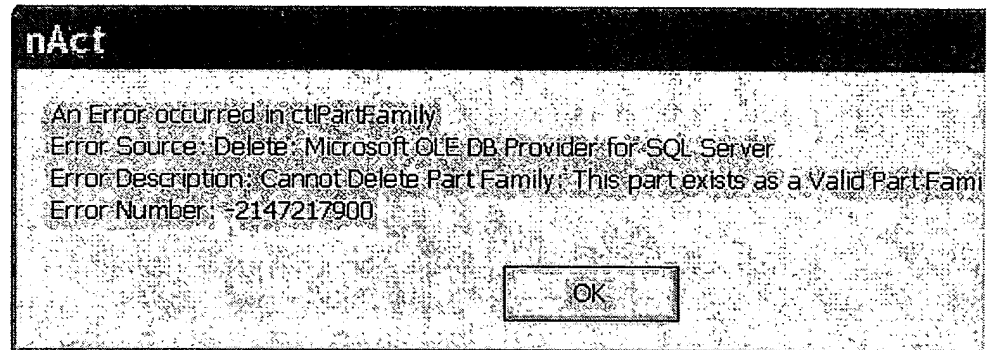 nAct
An Error occurred in ctlPartFamily
Error Source: Delete: Microsoft OLE DB Provider for SQL Server
Error Description: Cannot Delete Part Family: This part exists as a Valid Part Fami
Error Number: -2147217900
OK